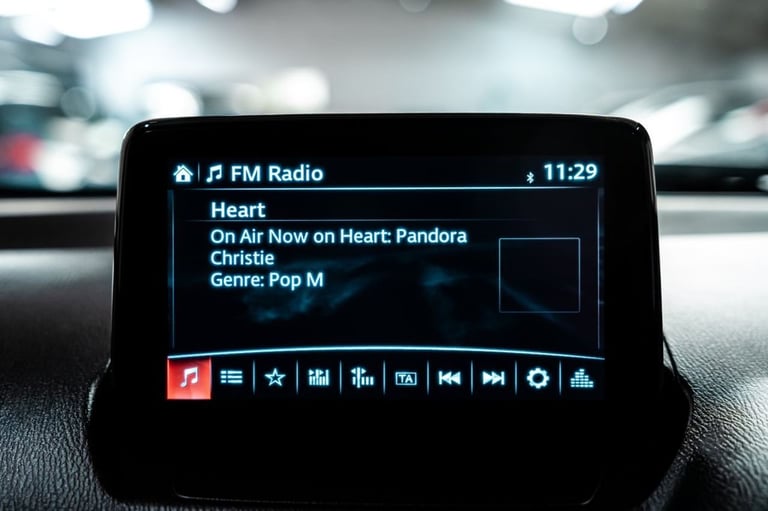 FM Radio 11:29
Heart
On Air Now on Heart: Pandora
Christie
Genre: Pop M
TA